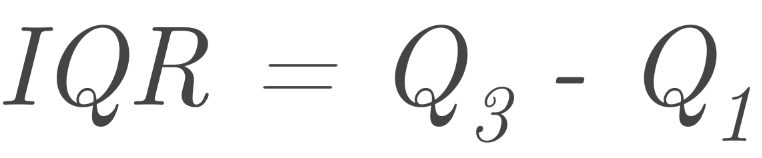 IQR = Q₃ - Q₁